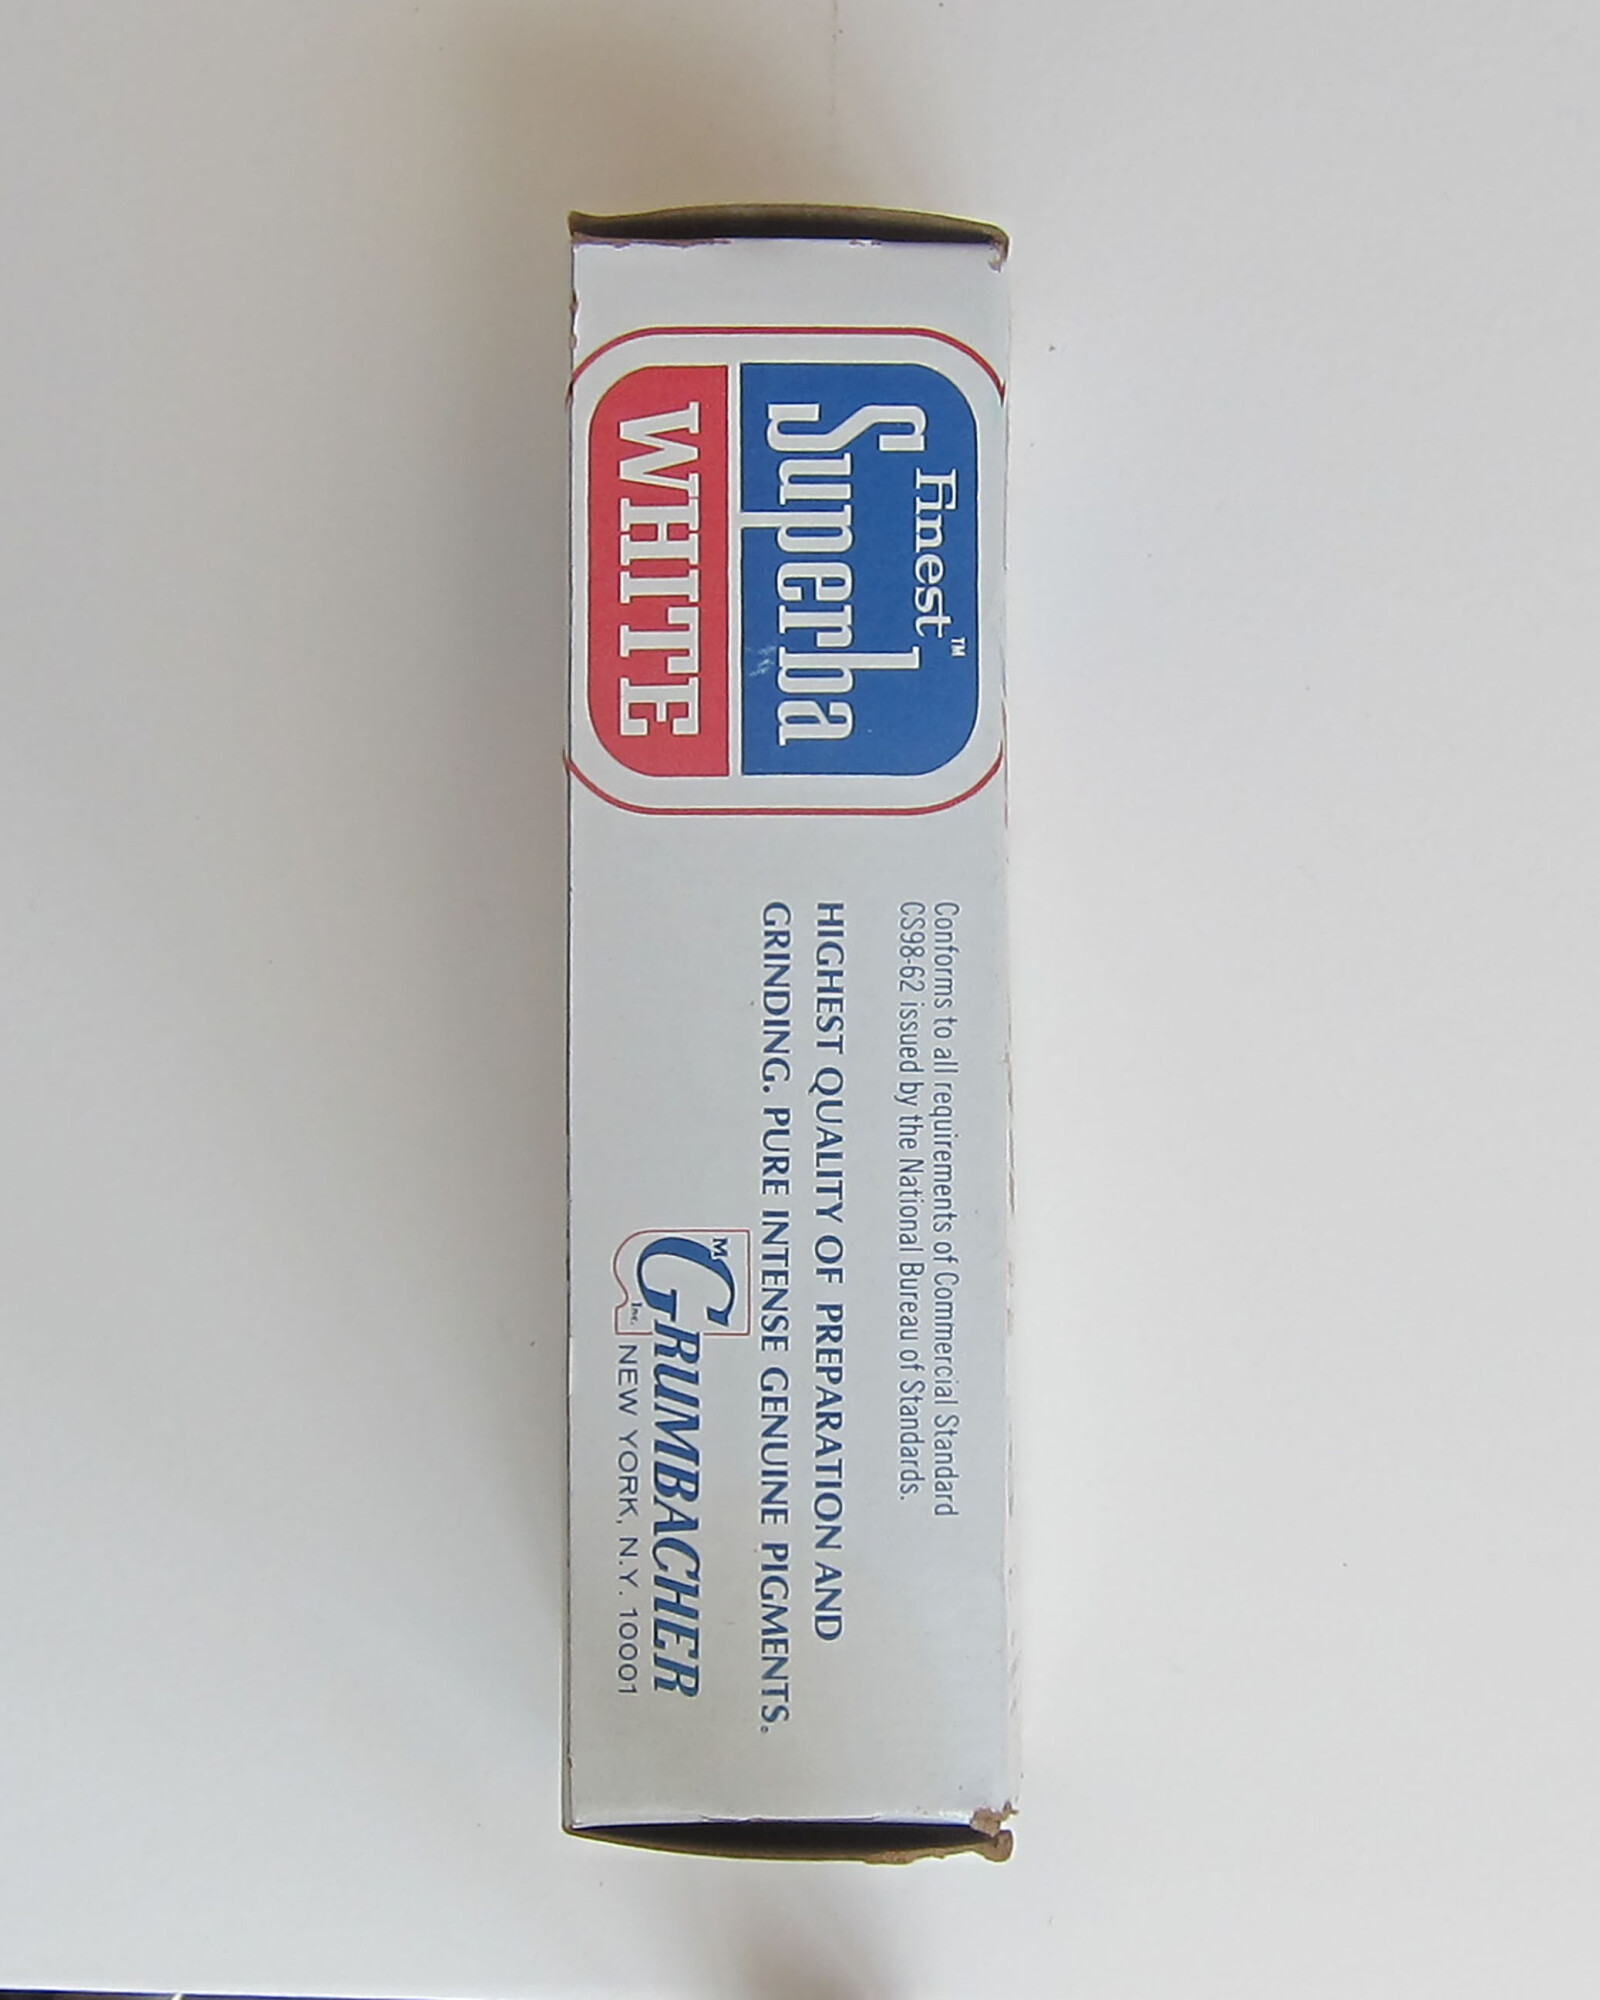 Finest™
Superba
WHITE
Conforms to all requirements of Commercial Standard
CS98-62 issued by the National Bureau of Standards.
HIGHEST QUALITY OF PREPARATION AND
GRINDING. PURE INTENSE GENUINE PIGMENTS.
M GRUMBACHER
Inc. NEW YORK, N.Y. 10001